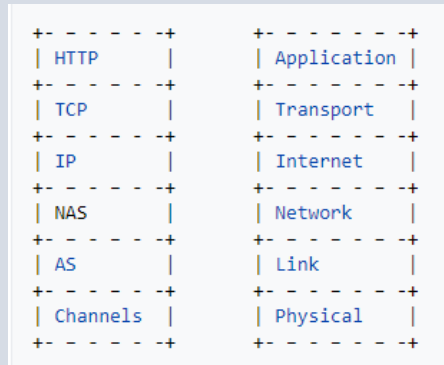 +- - - - - -+ +- - - - - - -+
| HTTP | | Application |
+- - - - - -+ +- - - - - - -+
| TCP | | Transport |
+- - - - - -+ +- - - - - - -+
| IP | | Internet |
+- - - - - -+ +- - - - - - -+
| NAS | | Network |
+- - - - - -+ +- - - - - - -+
| AS | | Link |
+- - - - - -+ +- - - - - - -+
| Channels | | Physical |
+- - - - - -+ +- - - - - - -+